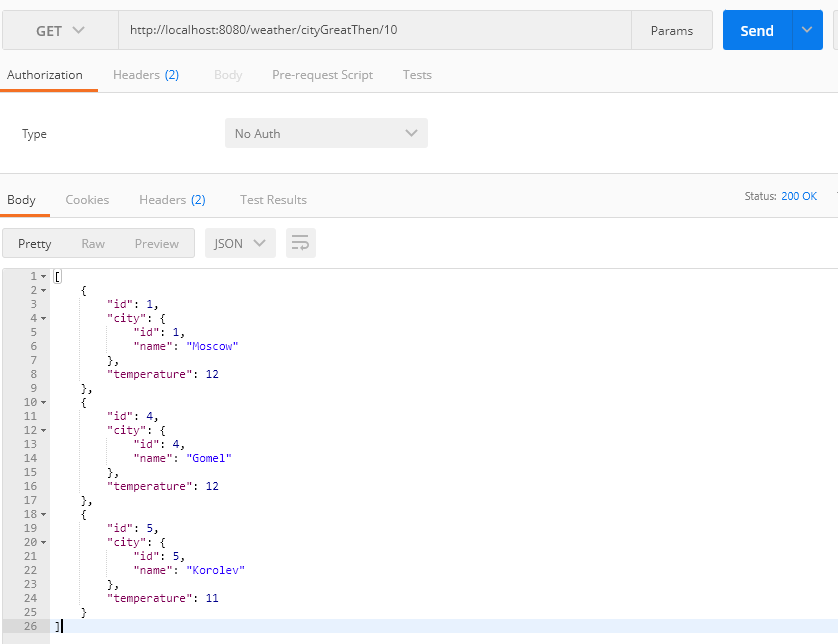 GET http://localhost:8080/weather/cityGreatThen/10 Params Send
Authorization Headers (2) Body Pre-request Script Tests
Type No Auth
Body Cookies Headers (2) Test Results Status: 200 OK
Pretty Raw Preview JSON
1 [
2 {
3 "id": 1,
4 "city": {
5 "id": 1,
6 "name": "Moscow"
7 },
8 "temperature": 12
9 },
10 {
11 "id": 4,
12 "city": {
13 "id": 4,
14 "name": "Gomel"
15 },
16 "temperature": 12
17 },
18 {
19 "id": 5,
20 "city": {
21 "id": 5,
22 "name": "Korolev"
23 },
24 "temperature": 11
25 }
26 ]